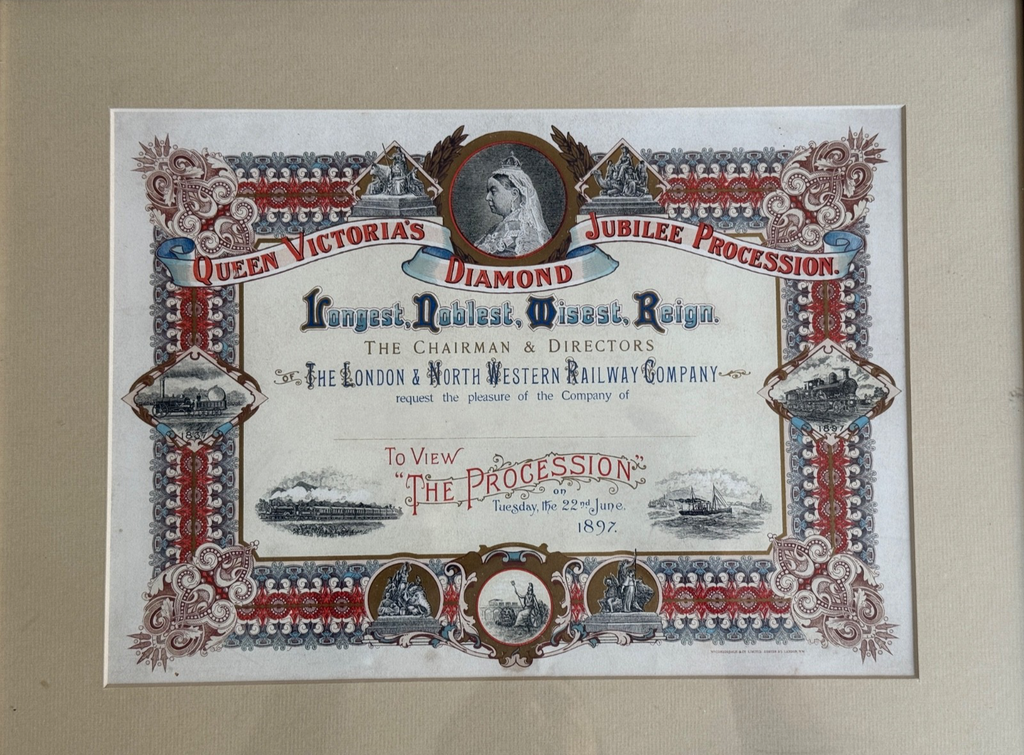 QUEEN VICTORIA'S DIAMOND JUBILEE PROCESSION.
Longest, Noblest, Wisest, Reign.
THE CHAIRMAN & DIRECTORS
OF THE LONDON & NORTH WESTERN RAILWAY COMPANY
request the pleasure of the Company of
1837
1897
TO VIEW
"THE PROCESSION"
on
Tuesday, the 22nd June.
1897.